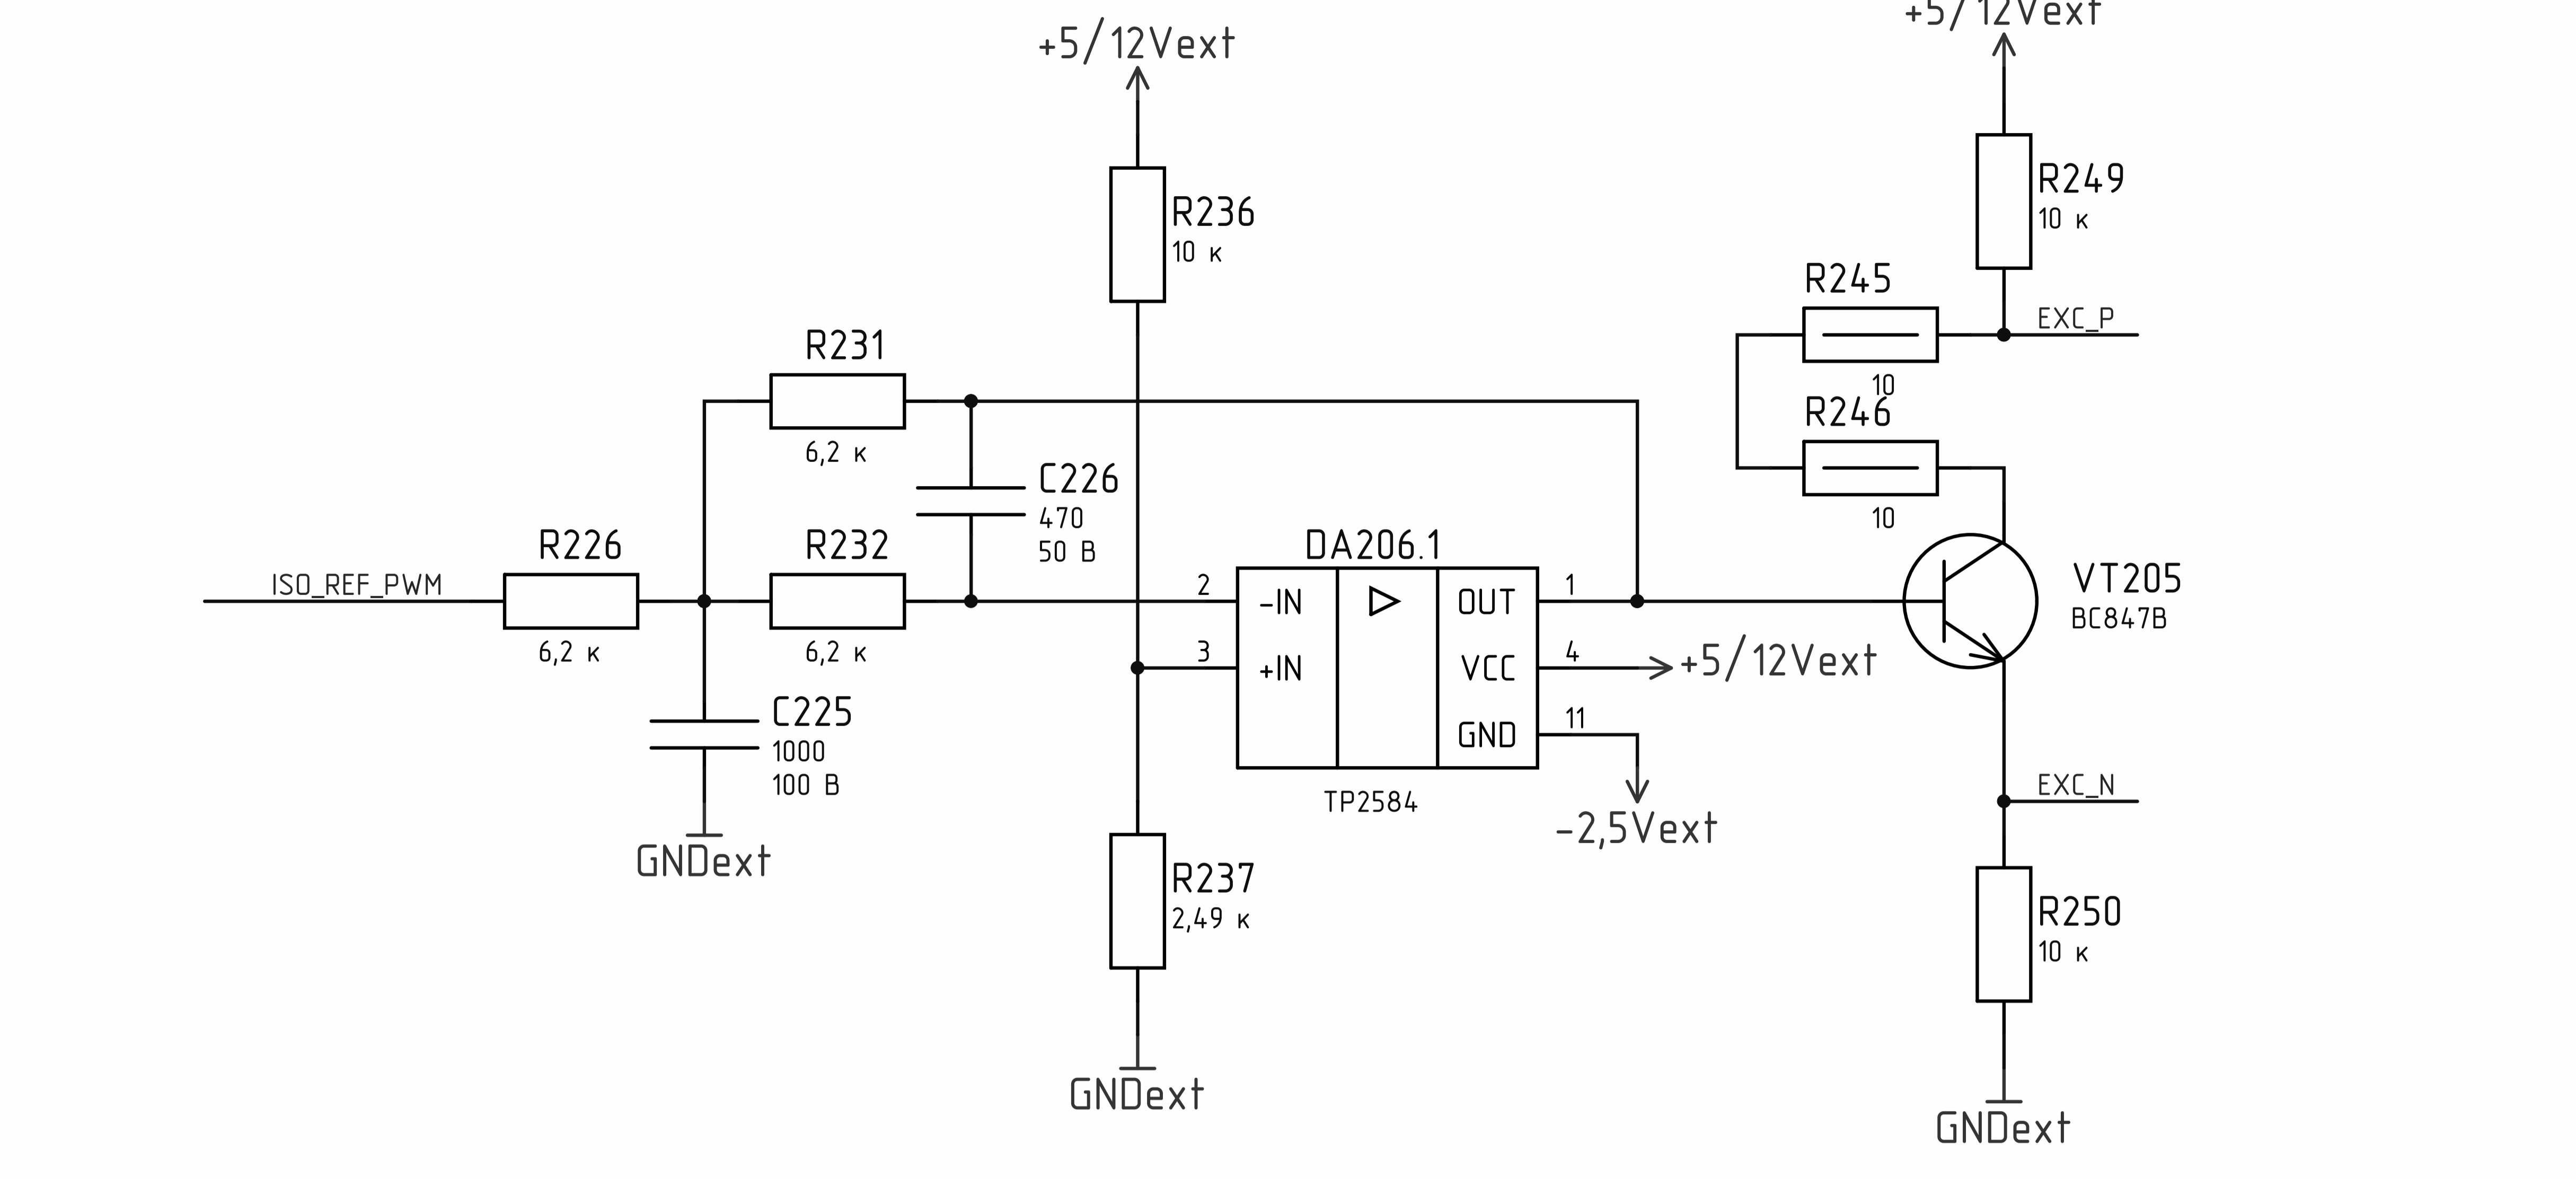 +5/12Vext
+5/12Vext
R236
10 к
R249
10 к
R245
10
EXC_P
R246
10
R231
6,2 к
C226
470
50 В
ISO_REF_PWM
R226
6,2 к
R232
6,2 к
DA206.1
2
-IN
OUT
1
3
+IN
VCC
4
+5/12Vext
GND
11
TP2584
-2,5Vext
VT205
BC847B
C225
1000
100 В
GNDext
EXC_N
R237
2,49 к
GNDext
R250
10 к
GNDext